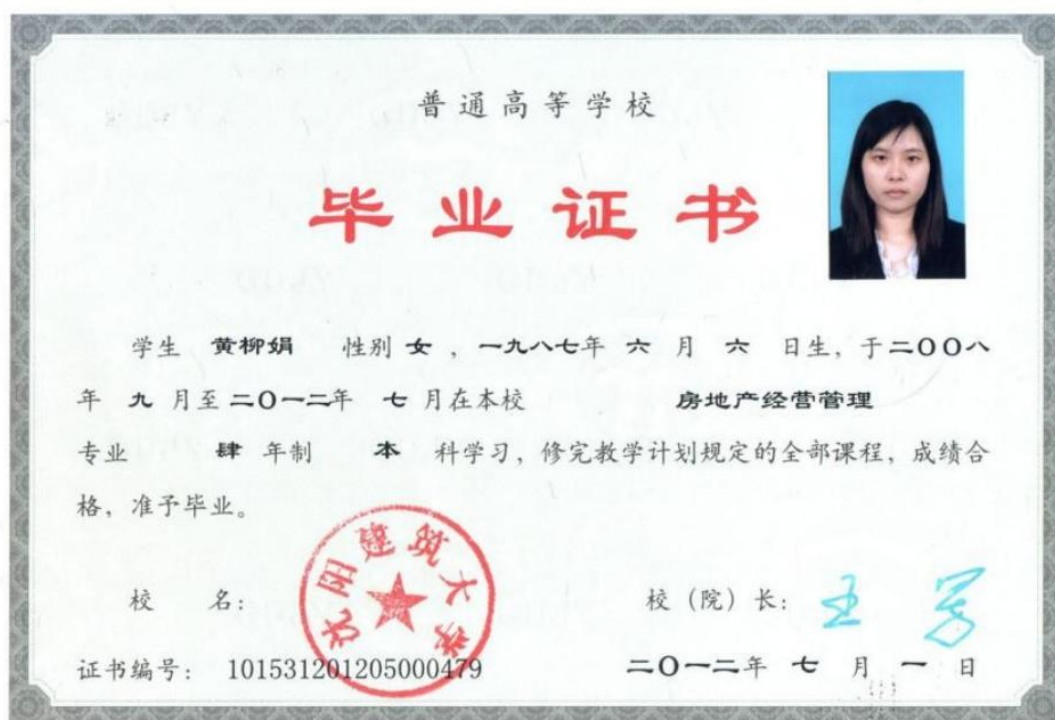 普通高等学校
毕业证书
学生 黄柳娟 性别 女 ，一九八七年 六 月 六 日生，于二〇〇八
年 九 月至 二〇一二年 七 月在本校 房地产经营管理
专业 肆 年制 本 科学习，修完教学计划规定的全部课程，成绩合
格，准予毕业。
沈阳建筑大学
校 名： 校（院）长：
证书编号： 101531201205000479 二〇一二年 七 月 一 日